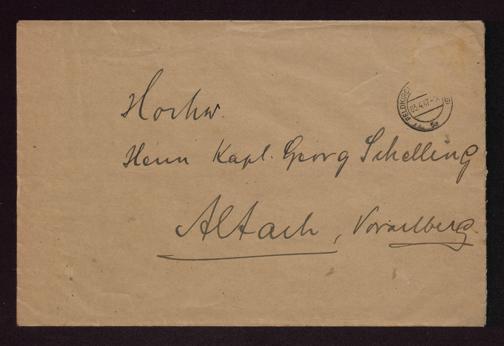 Hochw.
Herrn Kapl. Georg Schelling
Altach, Vorarlberg.